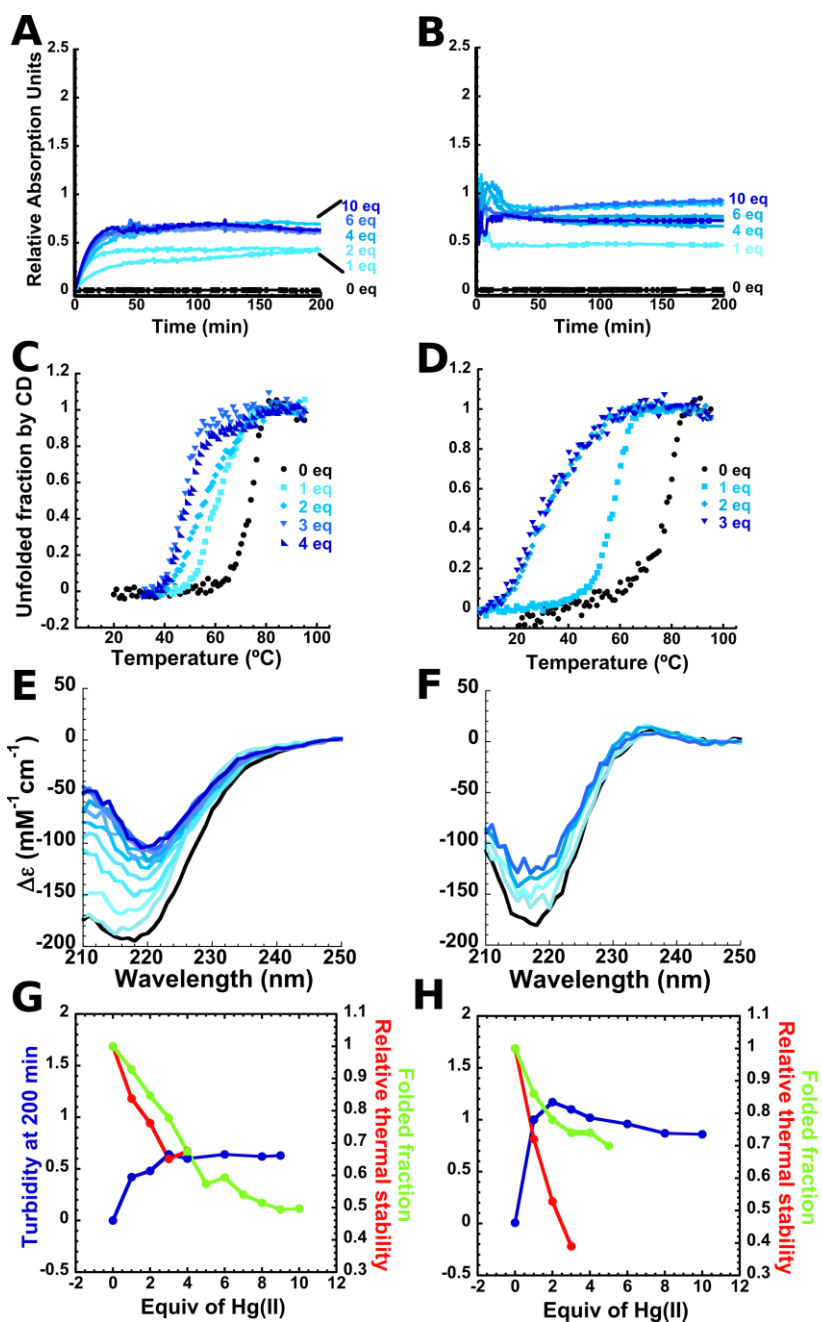 A
2.5
2
1.5
1
0.5
0
Relative Absorption Units
0 50 100 150 200
Time (min)
10 eq
6 eq
4 eq
2 eq
1 eq
0 eq
B
2.5
2
1.5
1
0.5
0
0 50 100 150 200
Time (min)
10 eq
6 eq
4 eq
1 eq
0 eq
C
1.2
1
0.8
0.6
0.4
0.2
0
-0.2
Unfolded fraction by CD
20 40 60 80 100
Temperature (ºC)
0 eq
1 eq
2 eq
3 eq
4 eq
D
1.2
1
0.8
0.6
0.4
0.2
0
20 40 60 80 100
Temperature (ºC)
0 eq
1 eq
2 eq
3 eq
E
50
0
-50
-100
-150
-200
Δε (mM-1cm-1)
210 220 230 240 250
Wavelength (nm)
F
50
0
-50
-100
-150
-200
210 220 230 240 250
Wavelength (nm)
G
2
1.5
1
0.5
0
-0.5
Turbidity at 200 min
-2 0 2 4 6 8 10 12
Equiv of Hg(II)
1.1
1
0.9
0.8
0.7
0.6
0.5
0.4
0.3
Relative thermal stability
Folded fraction
H
2
1.5
1
0.5
0
-0.5
-2 0 2 4 6 8 10 12
Equiv of Hg(II)
1.1
1
0.9
0.8
0.7
0.6
0.5
0.4
0.3
Relative thermal stability
Folded fraction